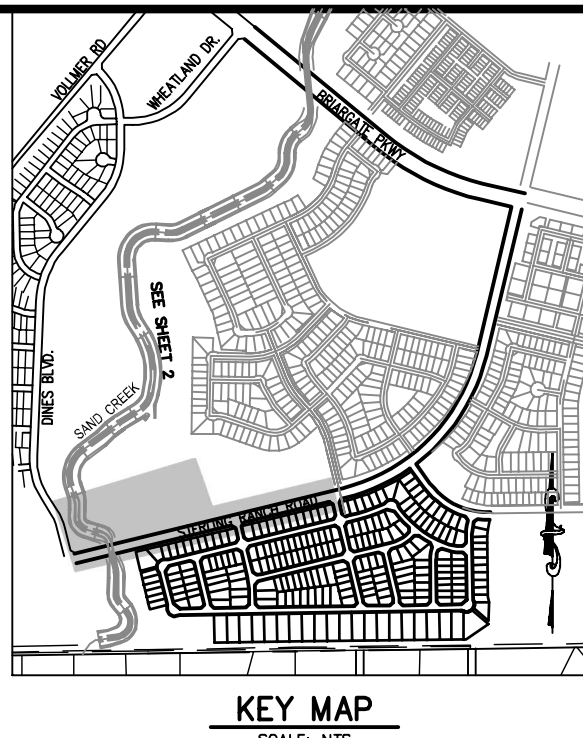 VOLLMER RD
WHEATLAND DR.
BRIARGATE PKWY
SEE SHEET 2
DINES BLVD.
SAND CREEK
STERLING RANCH ROAD
KEY MAP
SCALE: NTS